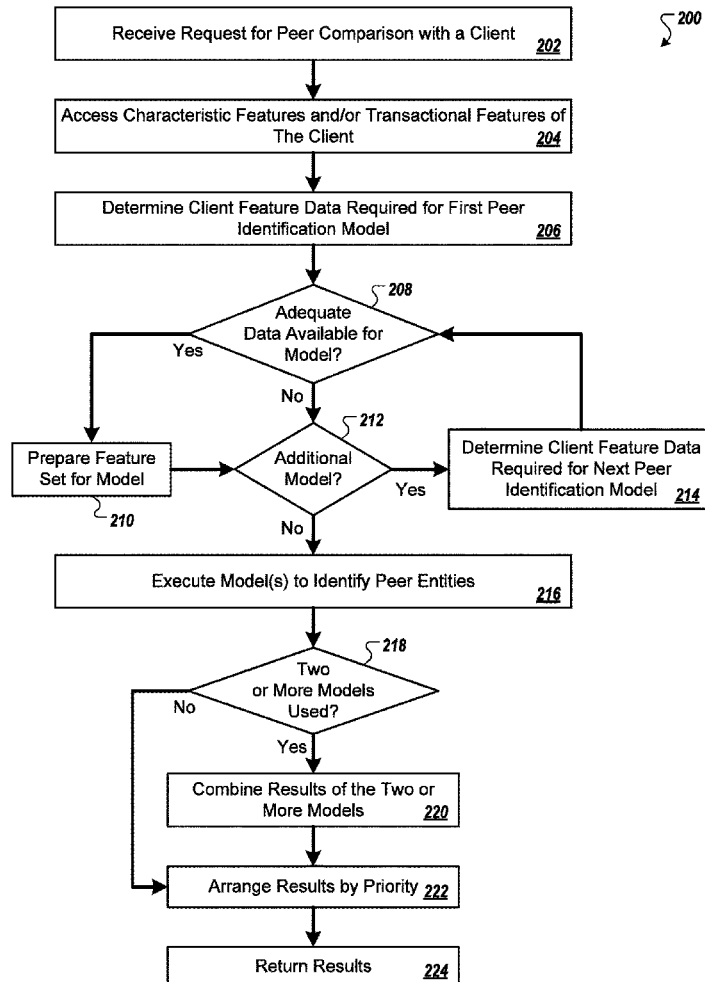 200
Receive Request for Peer Comparison with a Client
202
Access Characteristic Features and/or Transactional Features of
The Client
204
Determine Client Feature Data Required for First Peer
Identification Model
206
208
Adequate
Data Available for
Model?
Yes
No
212
Prepare Feature
Set for Model
210
Additional
Model?
Yes
Determine Client Feature Data
Required for Next Peer
Identification Model
214
No
Execute Model(s) to Identify Peer Entities
216
218
Two
or More Models
Used?
No
Yes
Combine Results of the Two or
More Models
220
Arrange Results by Priority
222
Return Results
224